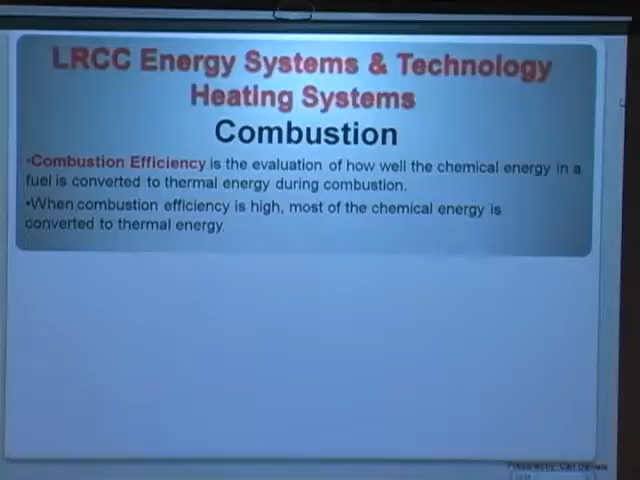 LRCC Energy Systems & Technology
Heating Systems
Combustion
•Combustion Efficiency is the evaluation of how well the chemical energy in a
fuel is converted to thermal energy during combustion.
•When combustion efficiency is high, most of the chemical energy is
converted to thermal energy.
Prepared by: